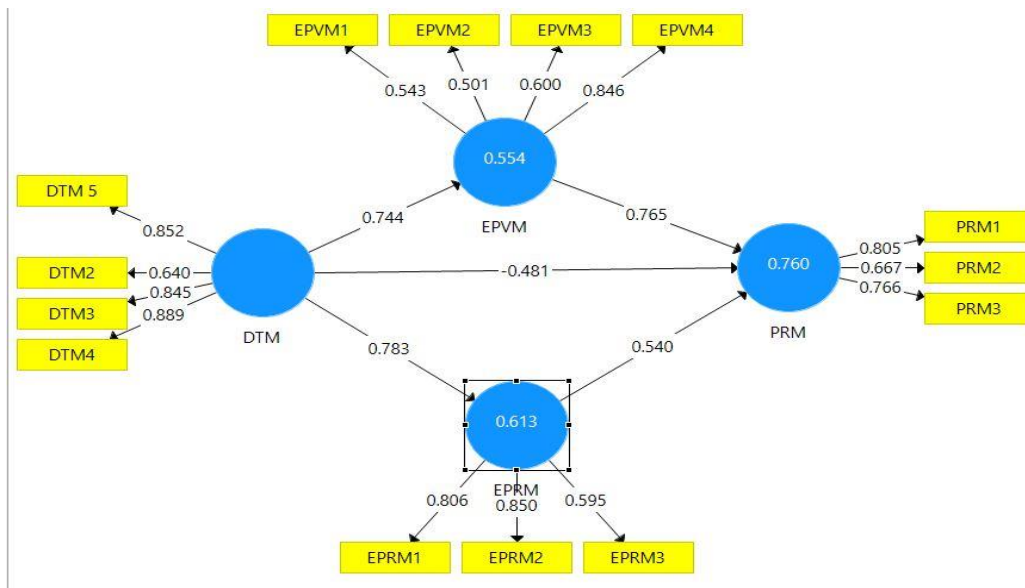 EPVM1
EPVM2
EPVM3
EPVM4
0.543
0.501
0.600
0.846
0.554
EPVM
DTM 5
DTM2
DTM3
DTM4
0.852
0.640
0.845
0.889
DTM
0.744
0.765
-0.481
0.783
0.540
0.760
PRM
0.805
0.667
0.766
PRM1
PRM2
PRM3
0.613
EPRM
0.806
0.850
0.595
EPRM1
EPRM2
EPRM3